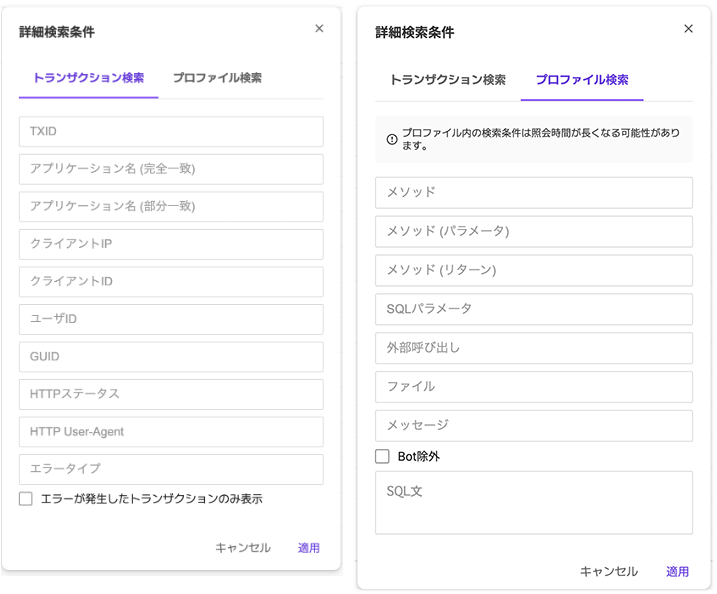 詳細検索条件
トランザクション検索
プロファイル検索
TXID
アプリケーション名 (完全一致)
アプリケーション名 (部分一致)
クライアントIP
クライアントID
ユーザID
GUID
HTTPステータス
HTTP User-Agent
エラータイプ
エラーが発生したトランザクションのみ表示
キャンセル
適用
詳細検索条件
トランザクション検索
プロファイル検索
プロファイル内の検索条件は照会時間が長くなる可能性があり
ます。
メソッド
メソッド (パラメータ)
メソッド (リターン)
SQLパラメータ
外部呼び出し
ファイル
メッセージ
Bot除外
SQL文
キャンセル
適用